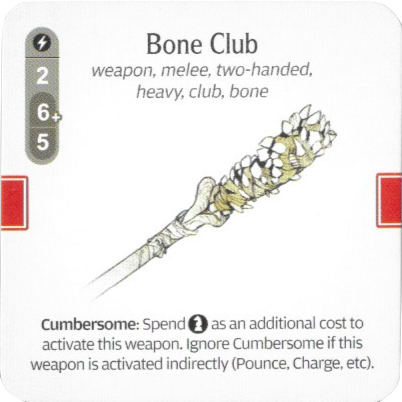 Bone Club
weapon, melee, two-handed,
heavy, club, bone
2
6+
5
Cumbersome: Spend as an additional cost to
activate this weapon. Ignore Cumbersome if this
weapon is activated indirectly (Pounce, Charge, etc).